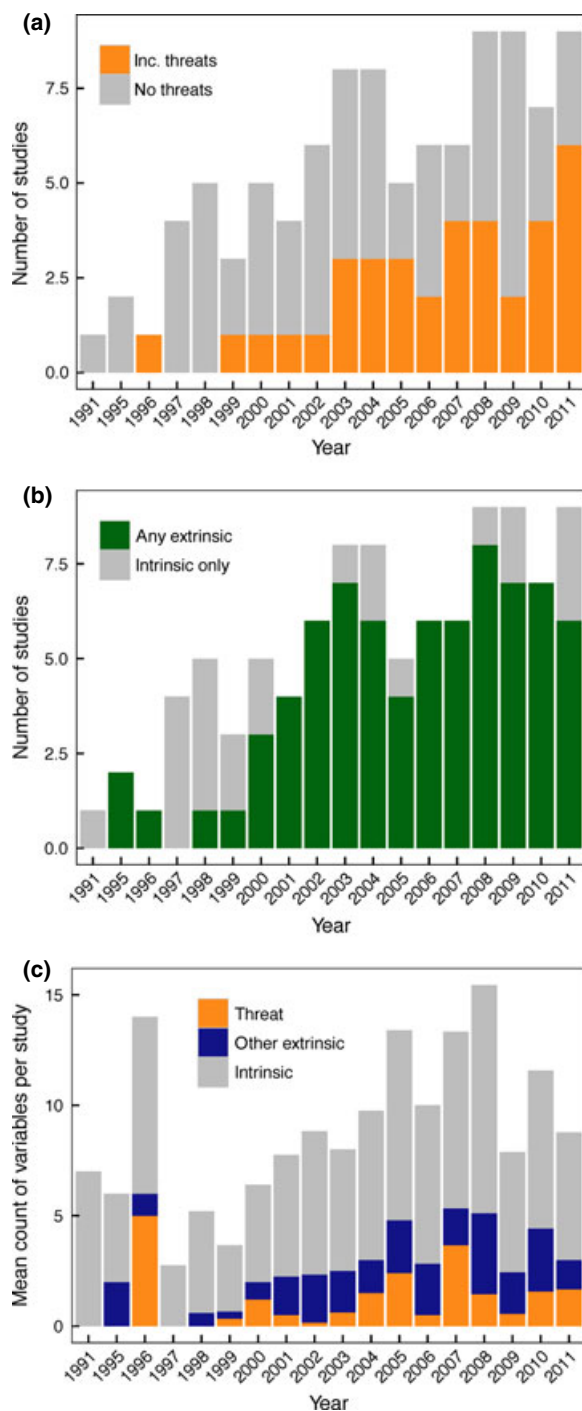 (a)
Inc. threats
No threats
7.5
5.0
2.5
0.0
Number of studies
1991 1995 1996 1997 1998 1999 2000 2001 2002 2003 2004 2005 2006 2007 2008 2009 2010 2011
Year
(b)
Any extrinsic
Intrinsic only
7.5
5.0
2.5
0.0
Number of studies
1991 1995 1996 1997 1998 1999 2000 2001 2002 2003 2004 2005 2006 2007 2008 2009 2010 2011
Year
(c)
Threat
Other extrinsic
Intrinsic
15
10
5
0
Mean count of variables per study
1991 1995 1996 1997 1998 1999 2000 2001 2002 2003 2004 2005 2006 2007 2008 2009 2010 2011
Year